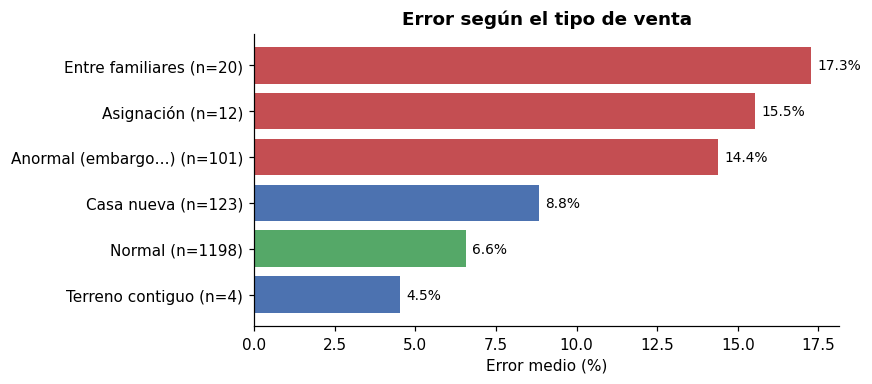 Error según el tipo de venta
Entre familiares (n=20)
17.3%
Asignación (n=12)
15.5%
Anormal (embargo...) (n=101)
14.4%
Casa nueva (n=123)
8.8%
Normal (n=1198)
6.6%
Terreno contiguo (n=4)
4.5%
0.0 2.5 5.0 7.5 10.0 12.5 15.0 17.5
Error medio (%)